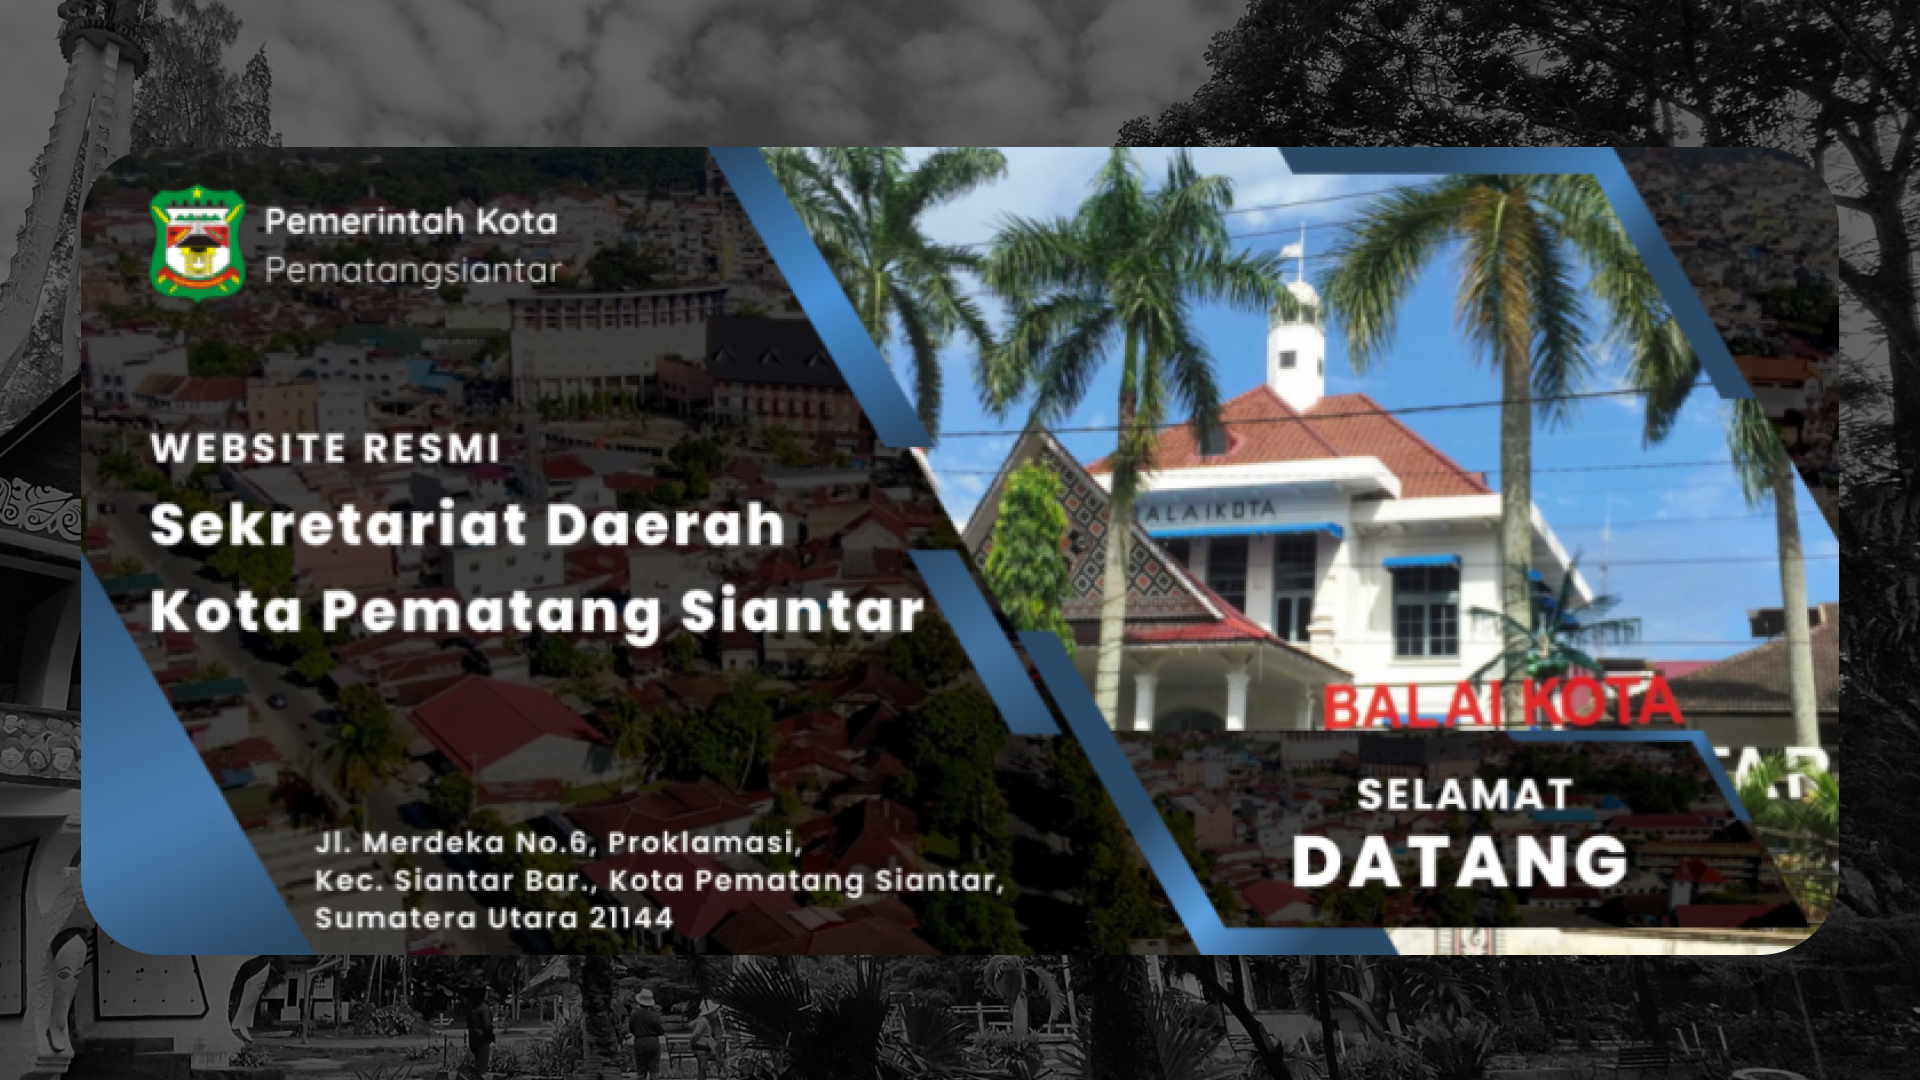 Pemerintah Kota
Pematangsiantar
WEBSITE RESMI
Sekretariat Daerah
Kota Pematang Siantar
Jl. Merdeka No.6, Proklamasi,
Kec. Siantar Bar., Kota Pematang Siantar,
Sumatera Utara 21144
BALAIKOTA
BALAI KOTA
SELAMAT
DATANG